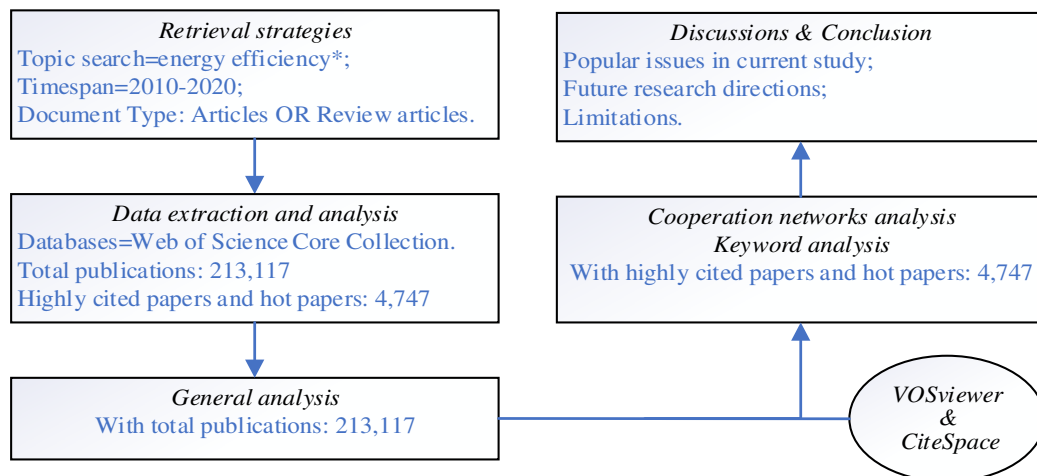 Retrieval strategies
Topic search=energy efficiency*;
Timespan=2010-2020;
Document Type: Articles OR Review articles.
Data extraction and analysis
Databases=Web of Science Core Collection.
Total publications: 213,117
Highly cited papers and hot papers: 4,747
General analysis
With total publications: 213,117
VOSviewer
&
CiteSpace
Cooperation networks analysis
Keyword analysis
With highly cited papers and hot papers: 4,747
Discussions & Conclusion
Popular issues in current study;
Future research directions;
Limitations.